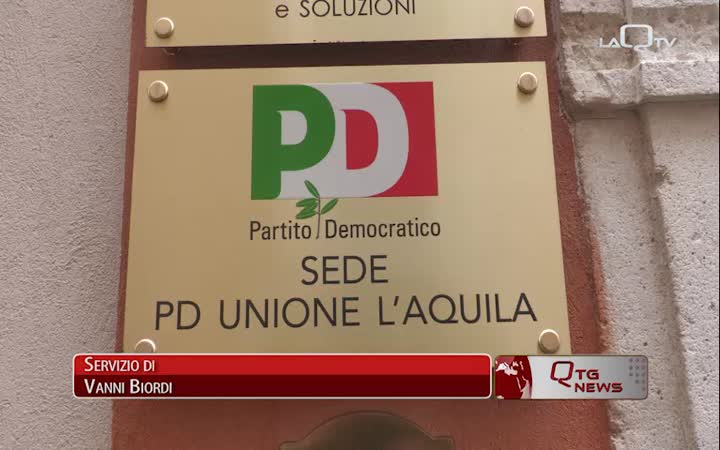 e SOLUZIONI
LAQTV
PD
Partito Democratico
SEDE
PD UNIONE L'AQUILA
SERVIZIO DI
VANNI BIORDI
QTG
NEWS